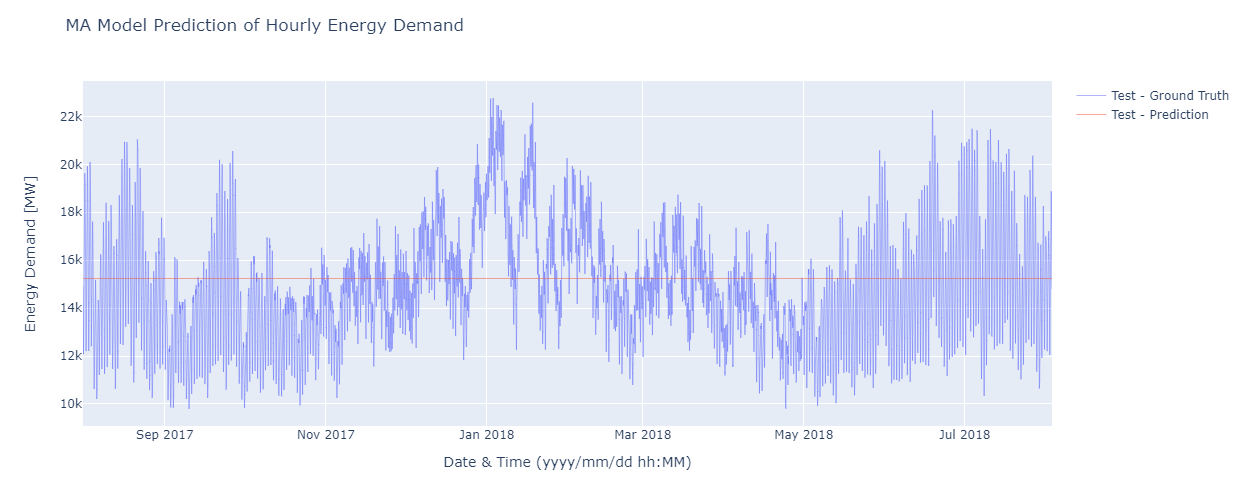 MA Model Prediction of Hourly Energy Demand
Test - Ground Truth
Test - Prediction
Energy Demand [MW]
22k
20k
18k
16k
14k
12k
10k
Sep 2017
Nov 2017
Jan 2018
Mar 2018
May 2018
Jul 2018
Date & Time (yyyy/mm/dd hh:MM)